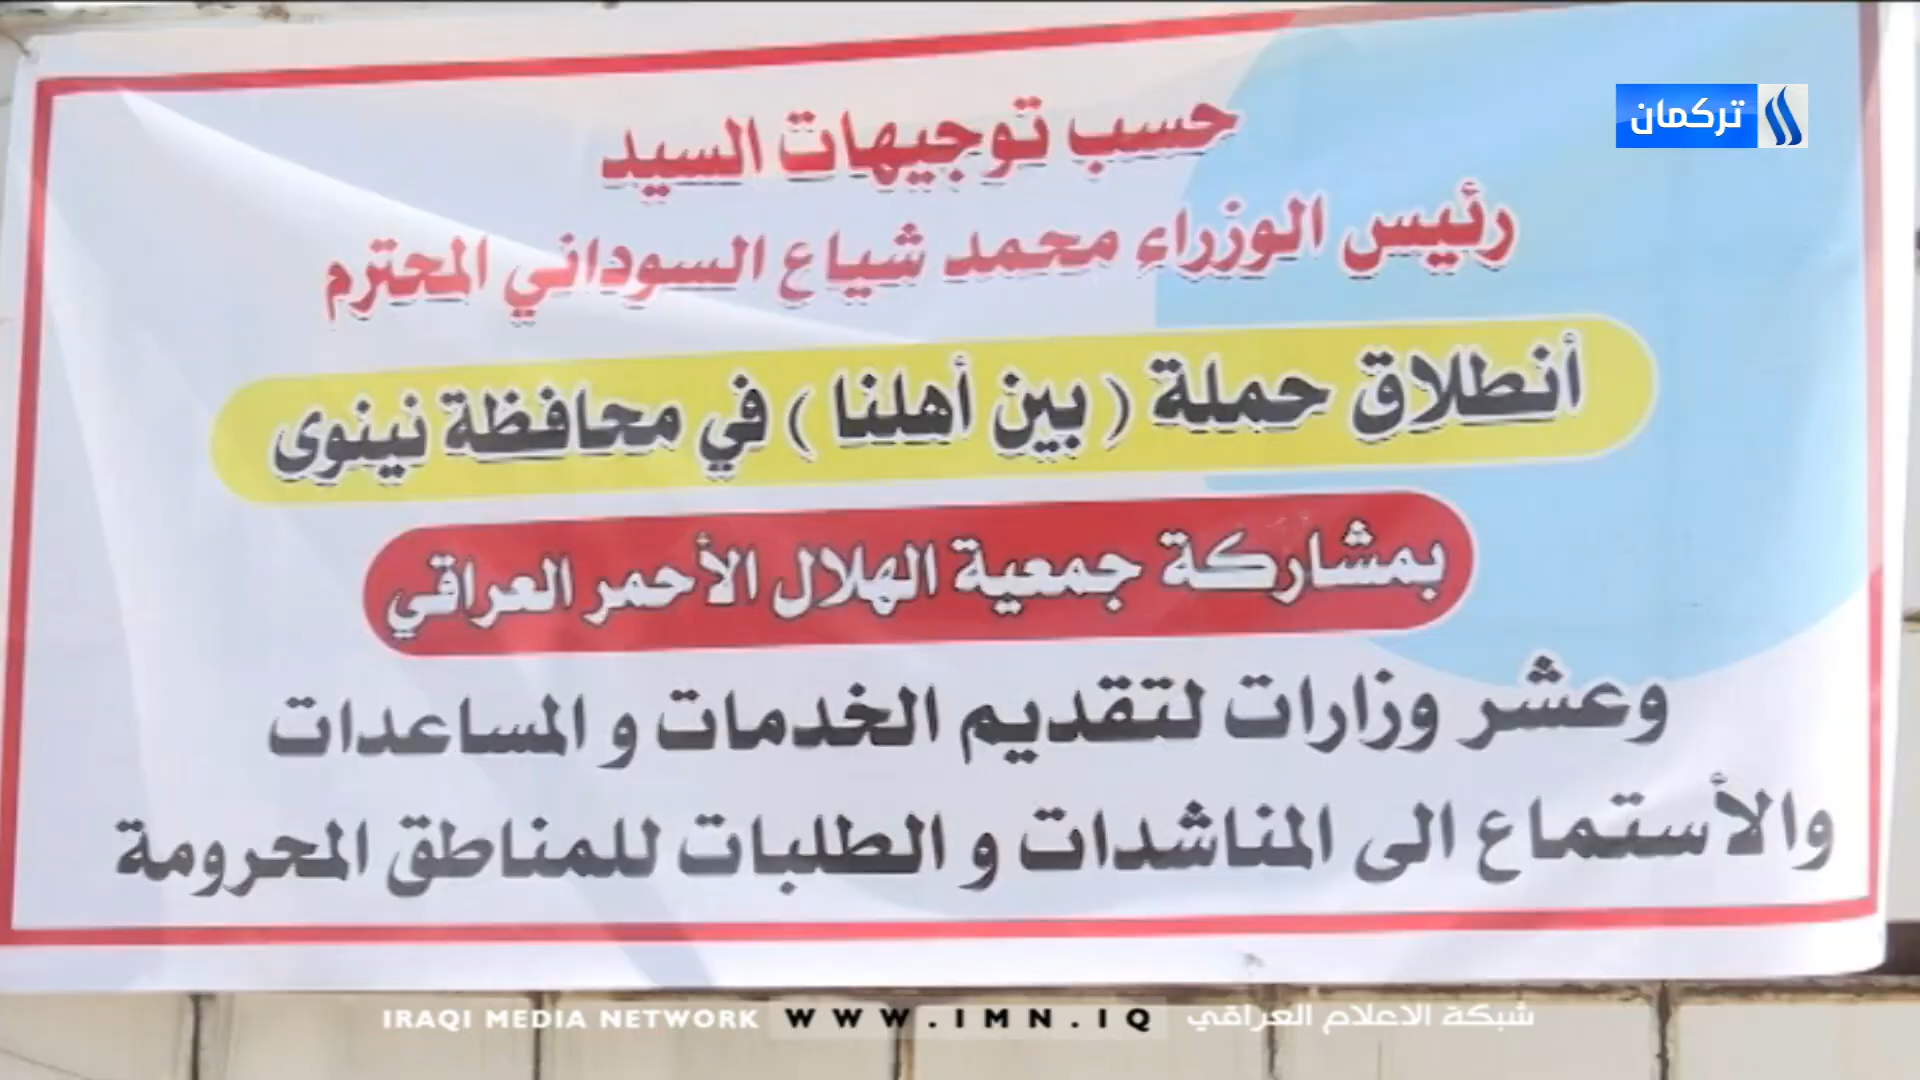 تركمان
حسب توجيهات السيد
رئيس الوزراء محمد شياع السوداني المحترم
أنطلاق حملة ( بين أهلنا ) في محافظة نينوى
بمشاركة جمعية الهلال الأحمر العراقي
وعشر وزارات لتقديم الخدمات و المساعدات
والأستماع الى المناشدات و الطلبات للمناطق المحرومة
IRAQI MEDIA NETWORK WWW.IMN.IQ شبكة الاعلام العراقي